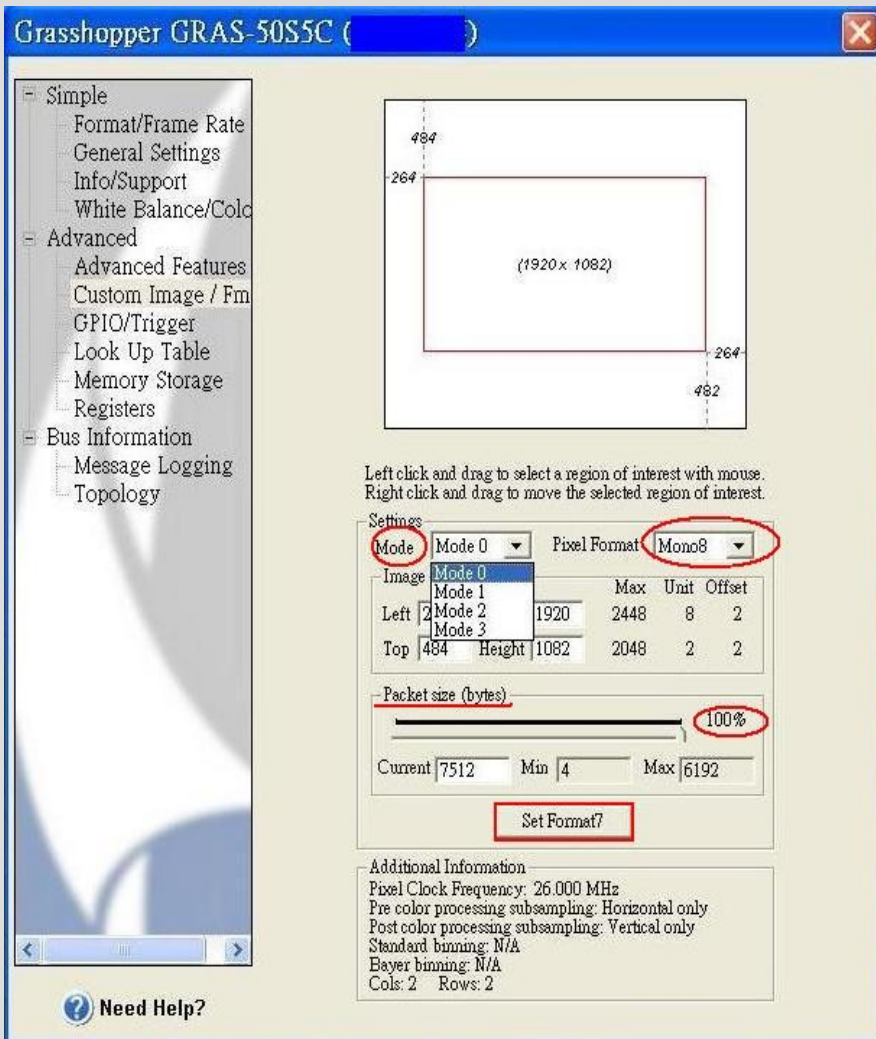 Grasshopper GRAS-50S5C ( )
Simple
Format/Frame Rate
General Settings
Info/Support
White Balance/Colo
Advanced
Advanced Features
Custom Image / Fm
GPIO/Trigger
Look Up Table
Memory Storage
Registers
Bus Information
Message Logging
Topology
Need Help?
484
264
(1920 x 1082)
264
482
Left click and drag to select a region of interest with mouse.
Right click and drag to move the selected region of interest.
Settings
Mode Mode 0 Pixel Format Mono8
Mode 0
Mode 1
Mode 2
Mode 3
Image Max Unit Offset
Left 2 1920 2448 8 2
Top 484 Height 1082 2048 2 2
Packet size (bytes)
100%
Current 7512 Min 4 Max 6192
Set Format7
Additional Information
Pixel Clock Frequency: 26.000 MHz
Pre color processing subsampling: Horizontal only
Post color processing subsampling: Vertical only
Standard binning: N/A
Bayer binning: N/A
Cols: 2 Rows: 2